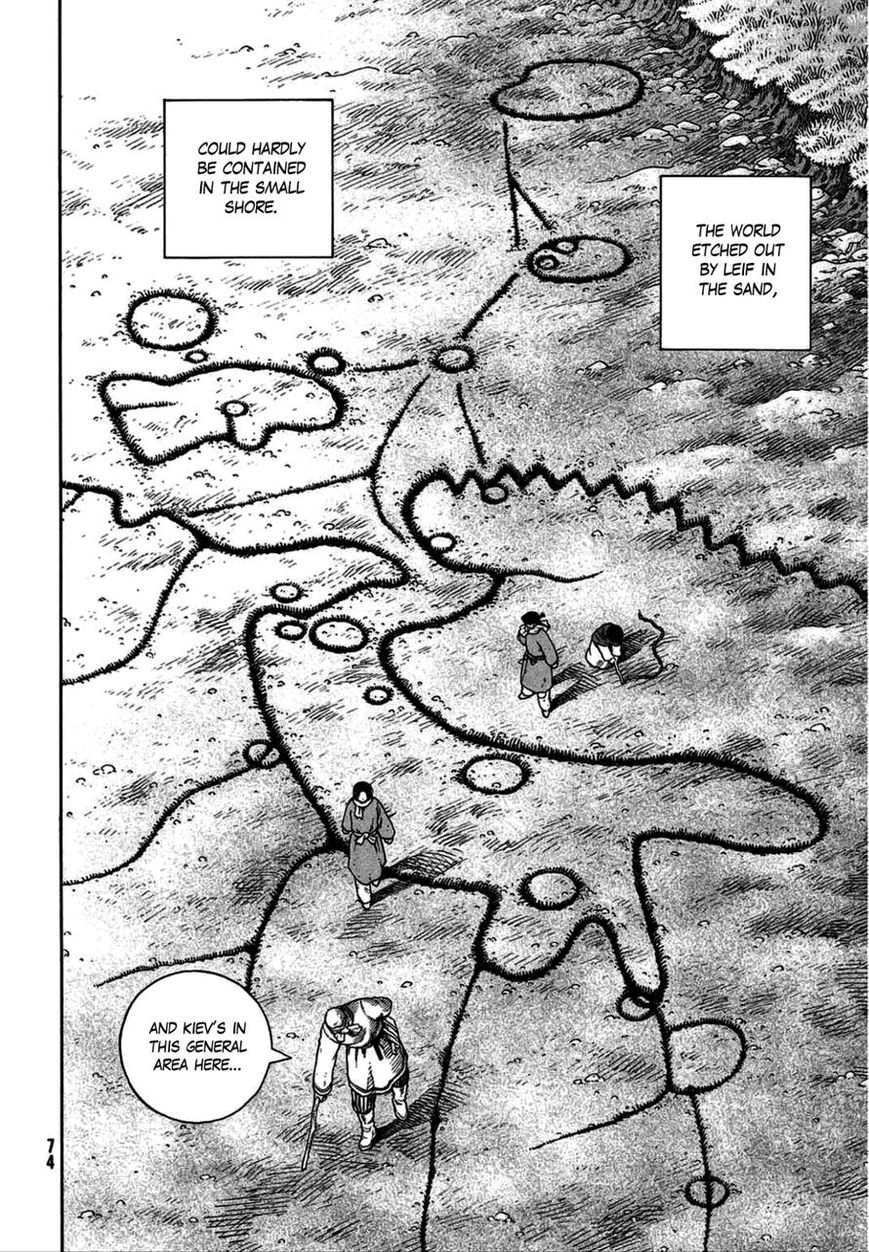 THE WORLD
ETCHED OUT
BY LEIF IN
THE SAND,
COULD HARDLY
BE CONTAINED
IN THE SMALL
SHORE.
AND KIEV'S IN
THIS GENERAL
AREA HERE...
74